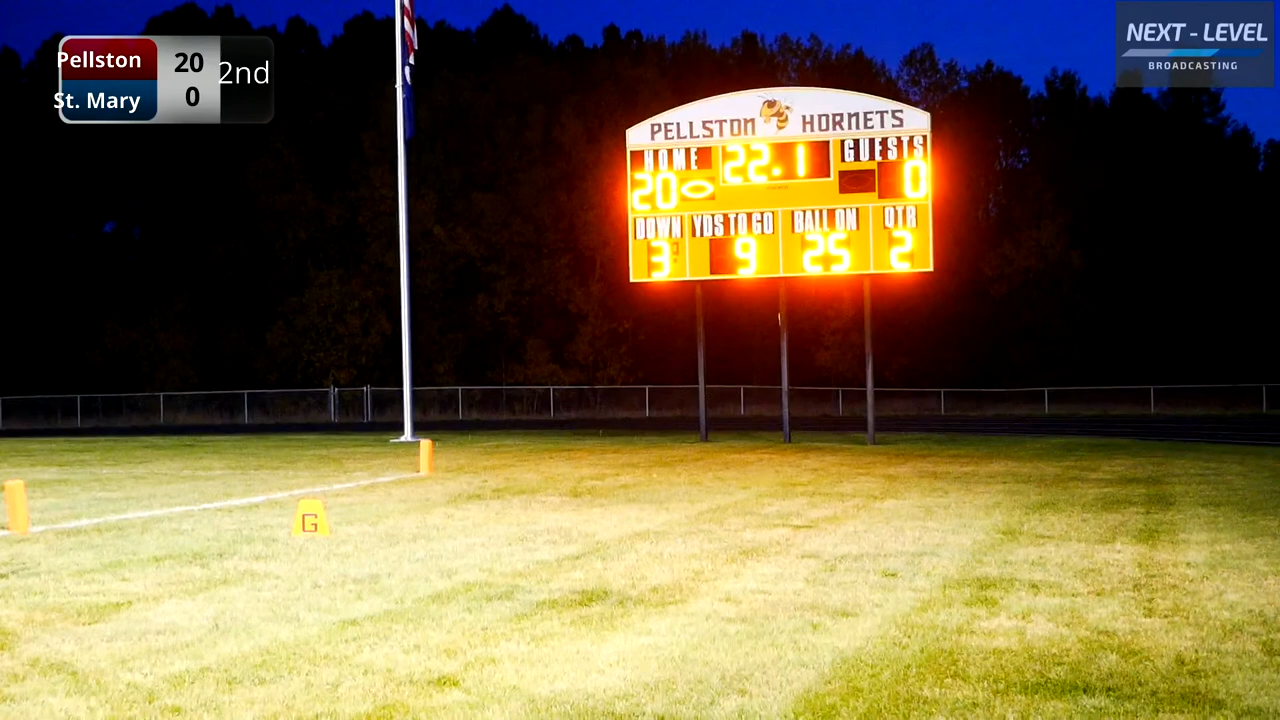 Pellston 20
St. Mary 0
2nd
NEXT - LEVEL
BROADCASTING
PELLSTON HORNETS
HOME 22.1 GUESTS
20 0
DOWN YDS TO GO BALL ON QTR
3 9 25 2
G